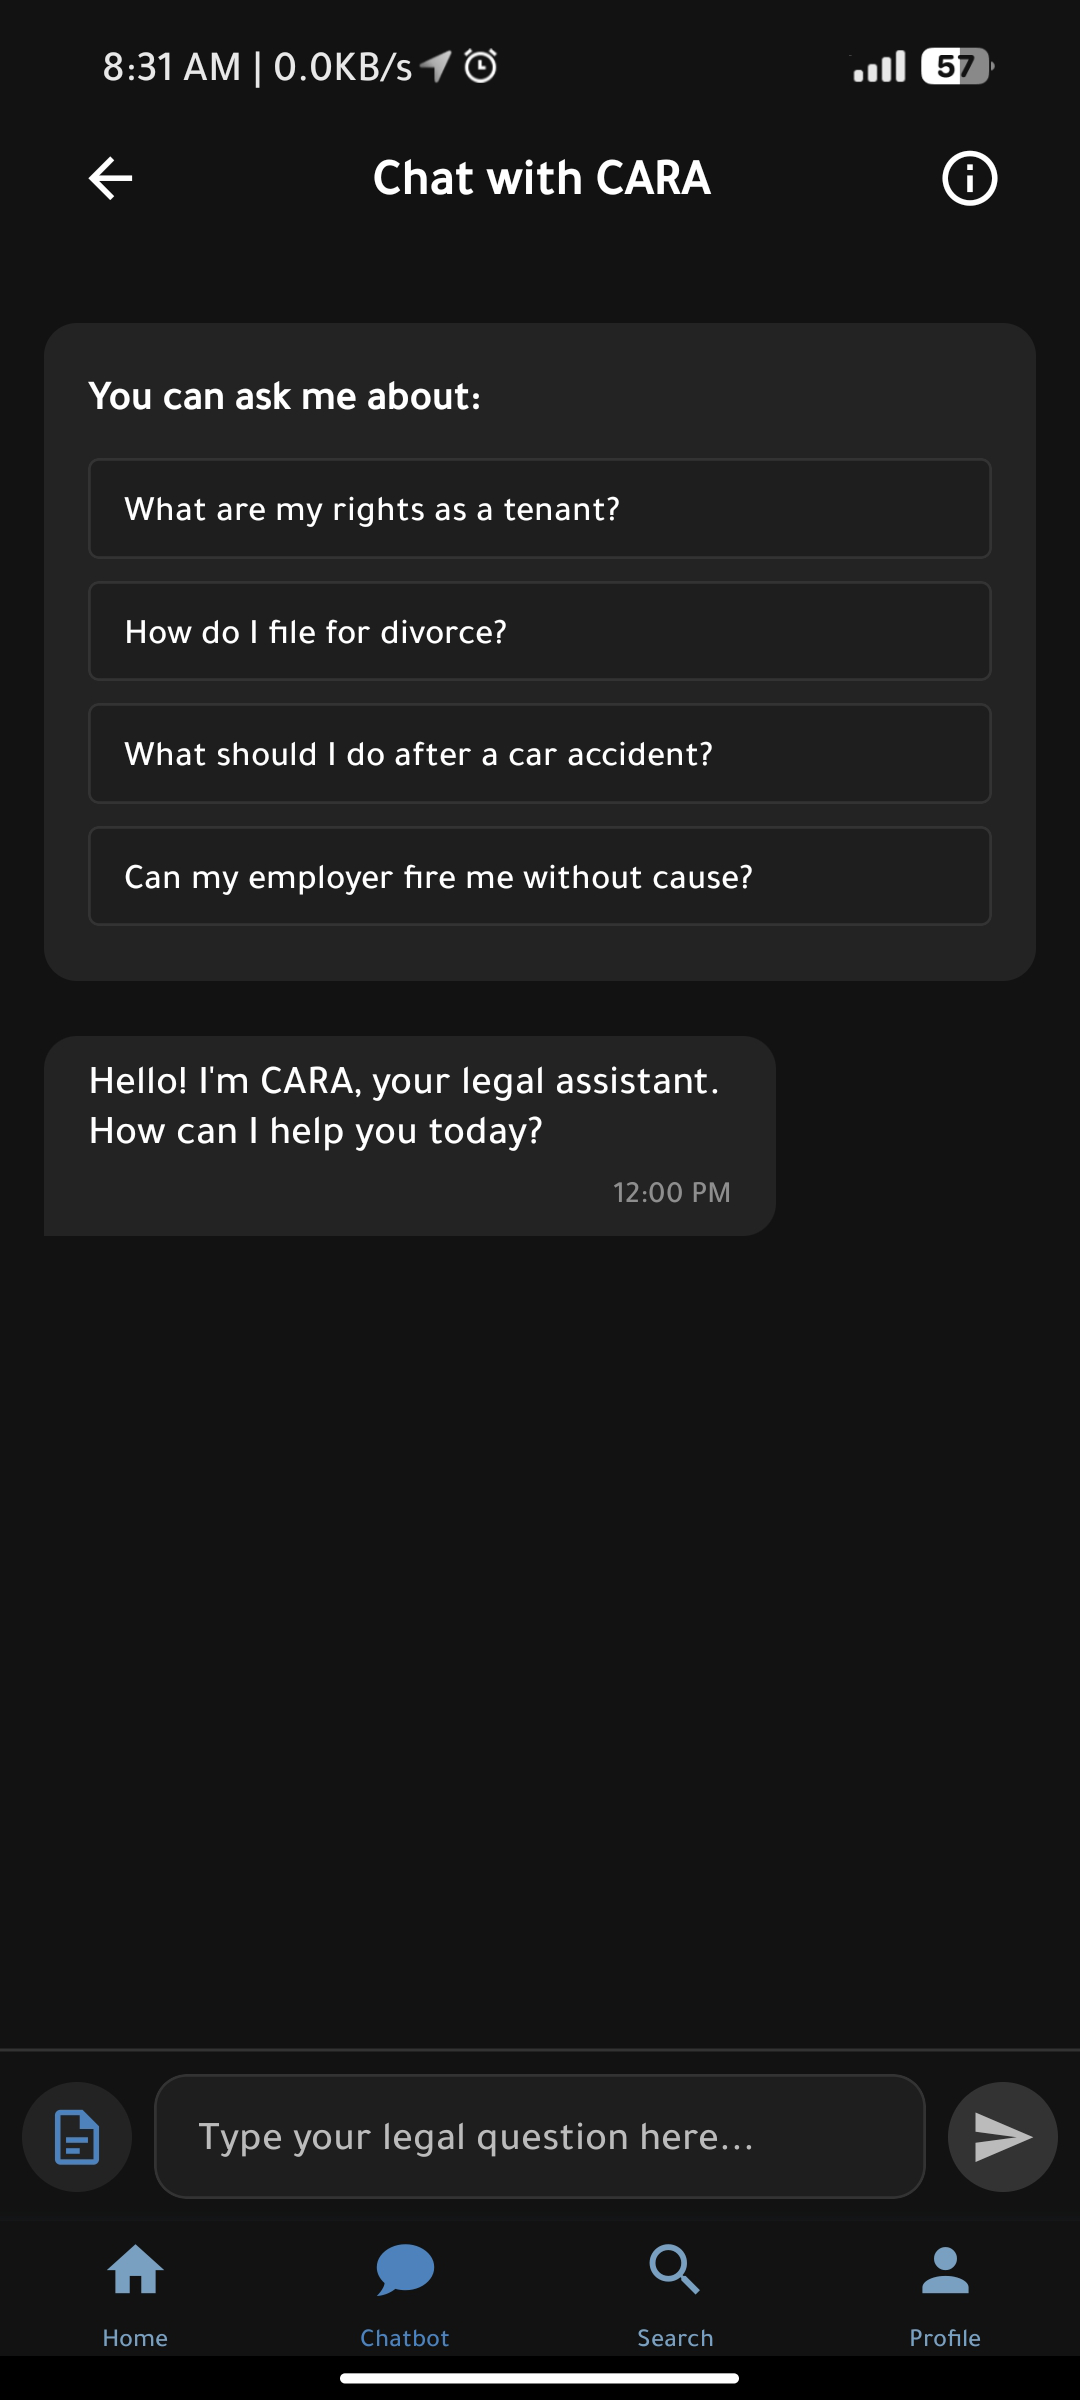 8:31 AM | 0.0KB/s
57
Chat with CARA
You can ask me about:
What are my rights as a tenant?
How do I file for divorce?
What should I do after a car accident?
Can my employer fire me without cause?
Hello! I'm CARA, your legal assistant.
How can I help you today?
12:00 PM
Type your legal question here...
Home
Chatbot
Search
Profile